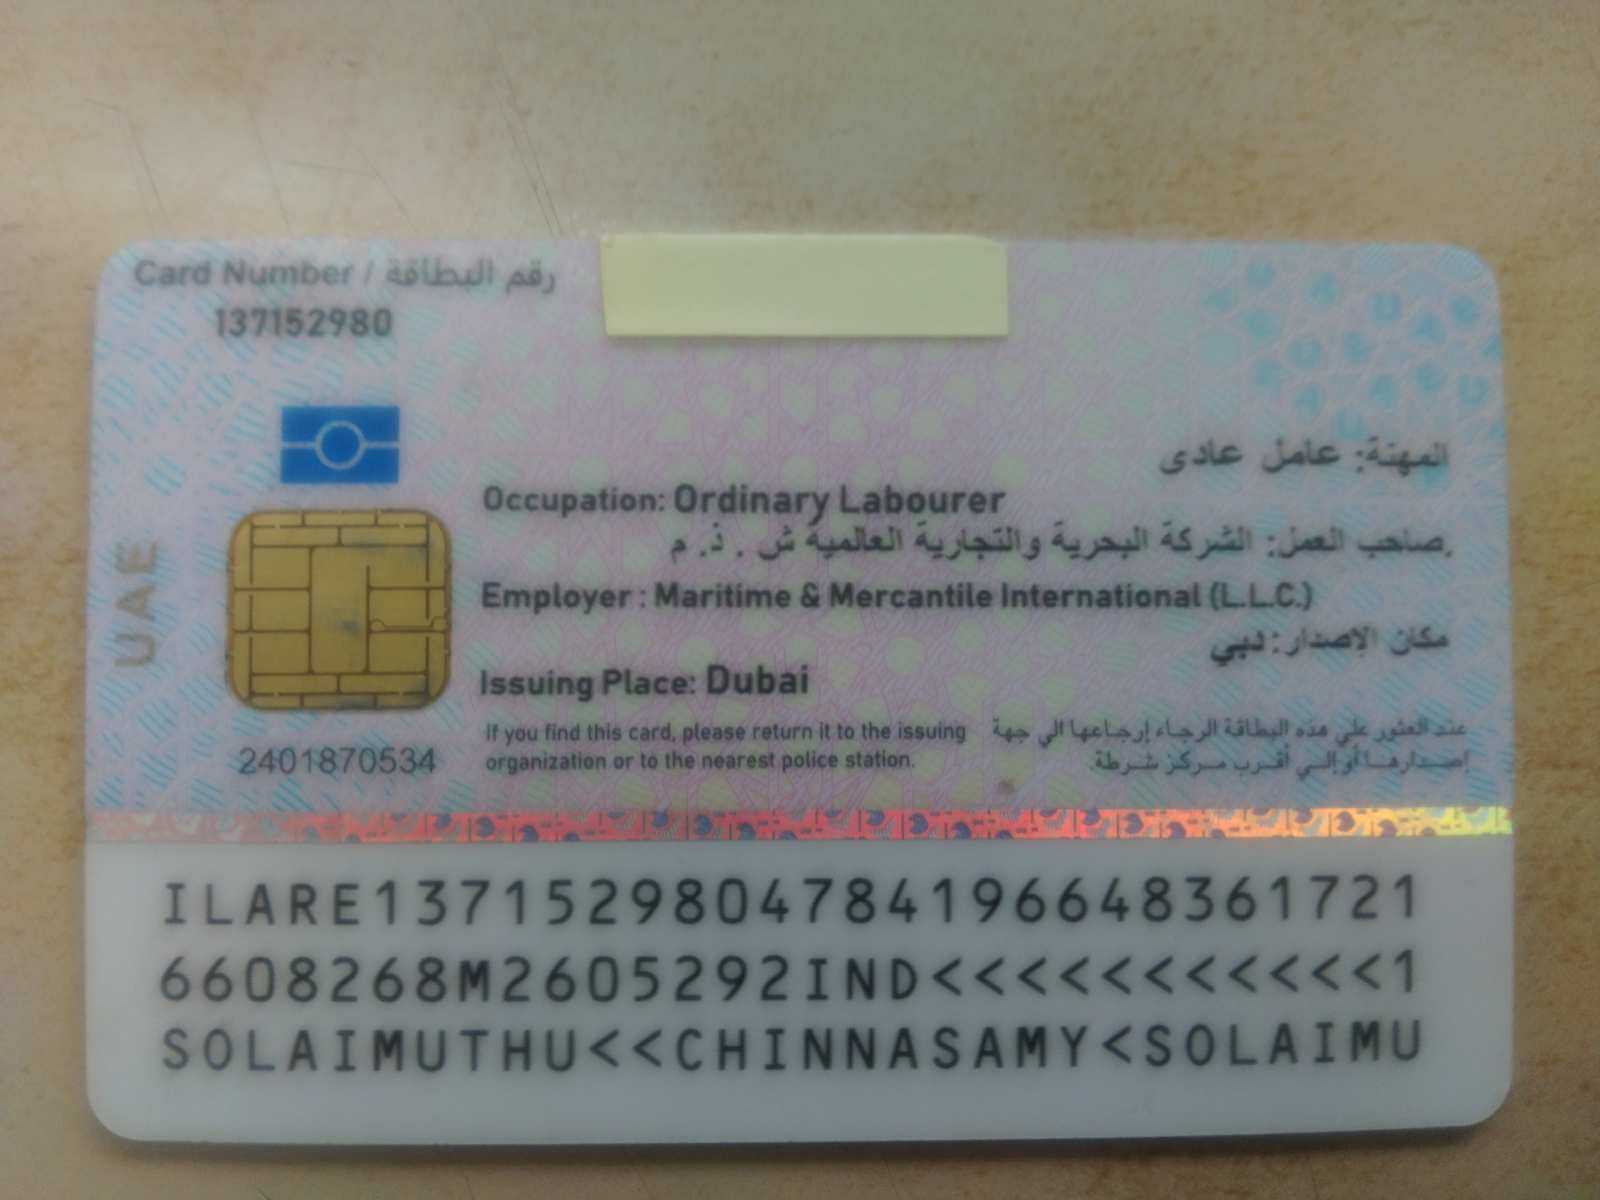 Card Number / رقم البطاقة
137152980
المهنة: عامل عادى
Occupation: Ordinary Labourer
صاحب العمل: الشركة البحرية والتجارية العالمية ش . ذ. م.
Employer : Maritime & Mercantile International (L.L.C.)
مكان الإصدار: دبي
Issuing Place: Dubai
UAE
If you find this card, please return it to the issuing
organization or to the nearest police station.
عند العثور علي هذه البطاقة الرجاء إرجاعها الي جهة
إصدارها أو إلي أقرب مركز شرطة.
2401870534
ILARE1371529804784196648361721
6608268M2605292IND<<<<<<<<<<<1
SOLAIMUTHU<<CHINNASAMY<SOLAIMU